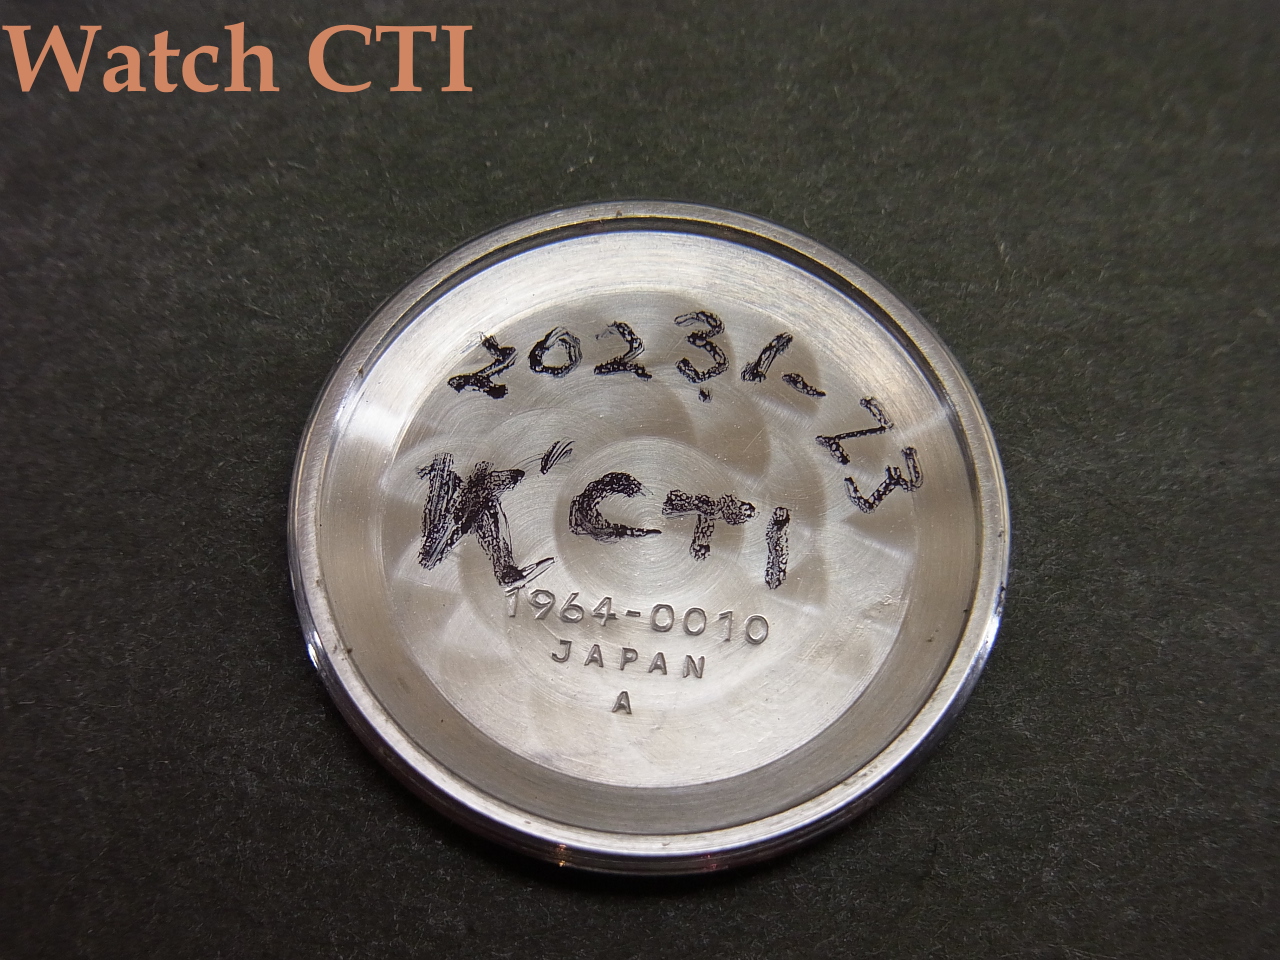 Watch CTI
2023.1.23
K'CTI
1964-0010
JAPAN
A